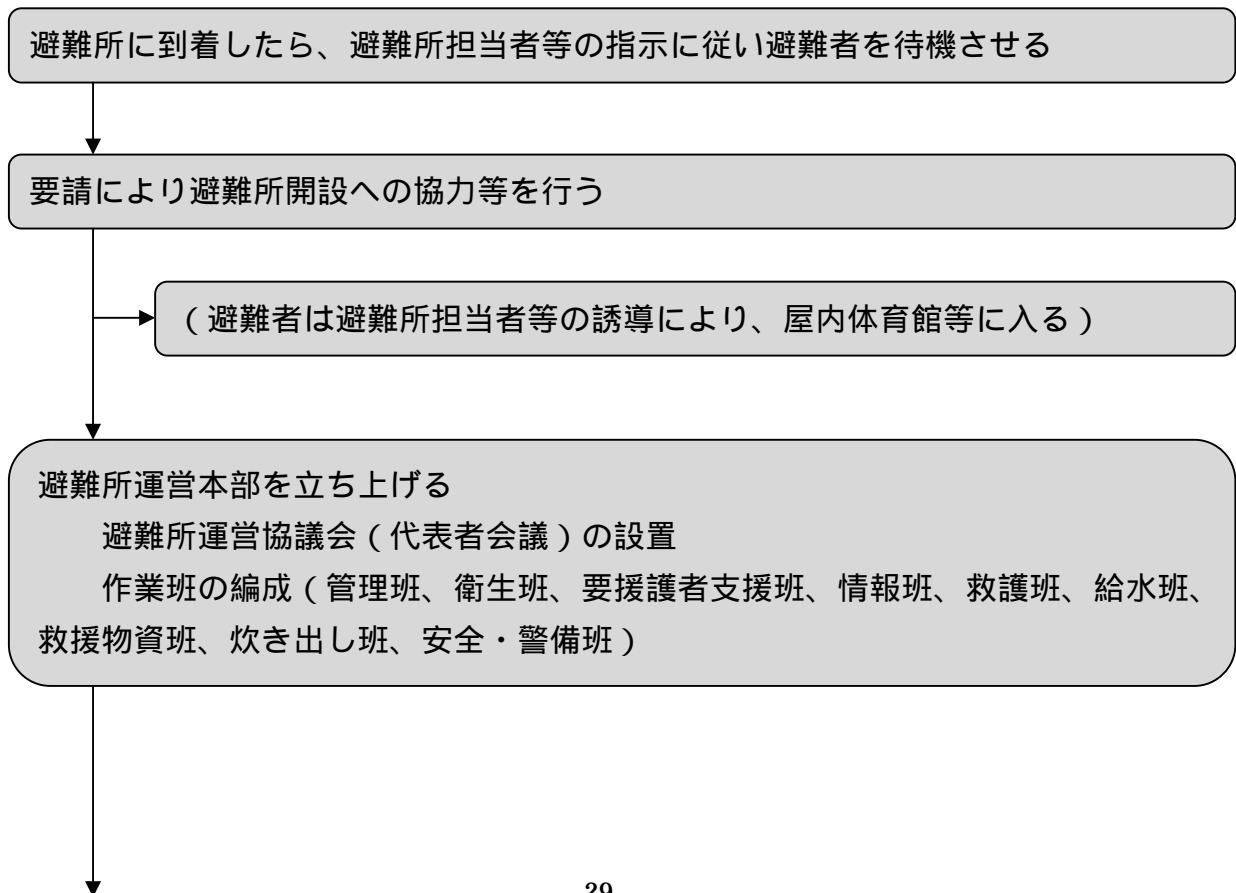 避難所に到着したら、避難所担当者等の指示に従い避難者を待機させる
要請により避難所開設への協力等を行う
（避難者は避難所担当者等の誘導により、屋内体育館等に入る）
避難所運営本部を立ち上げる
避難所運営協議会（代表者会議）の設置
作業班の編成（管理班、衛生班、要援護者支援班、情報班、救護班、給水班、
救援物資班、炊き出し班、安全・警備班）
29